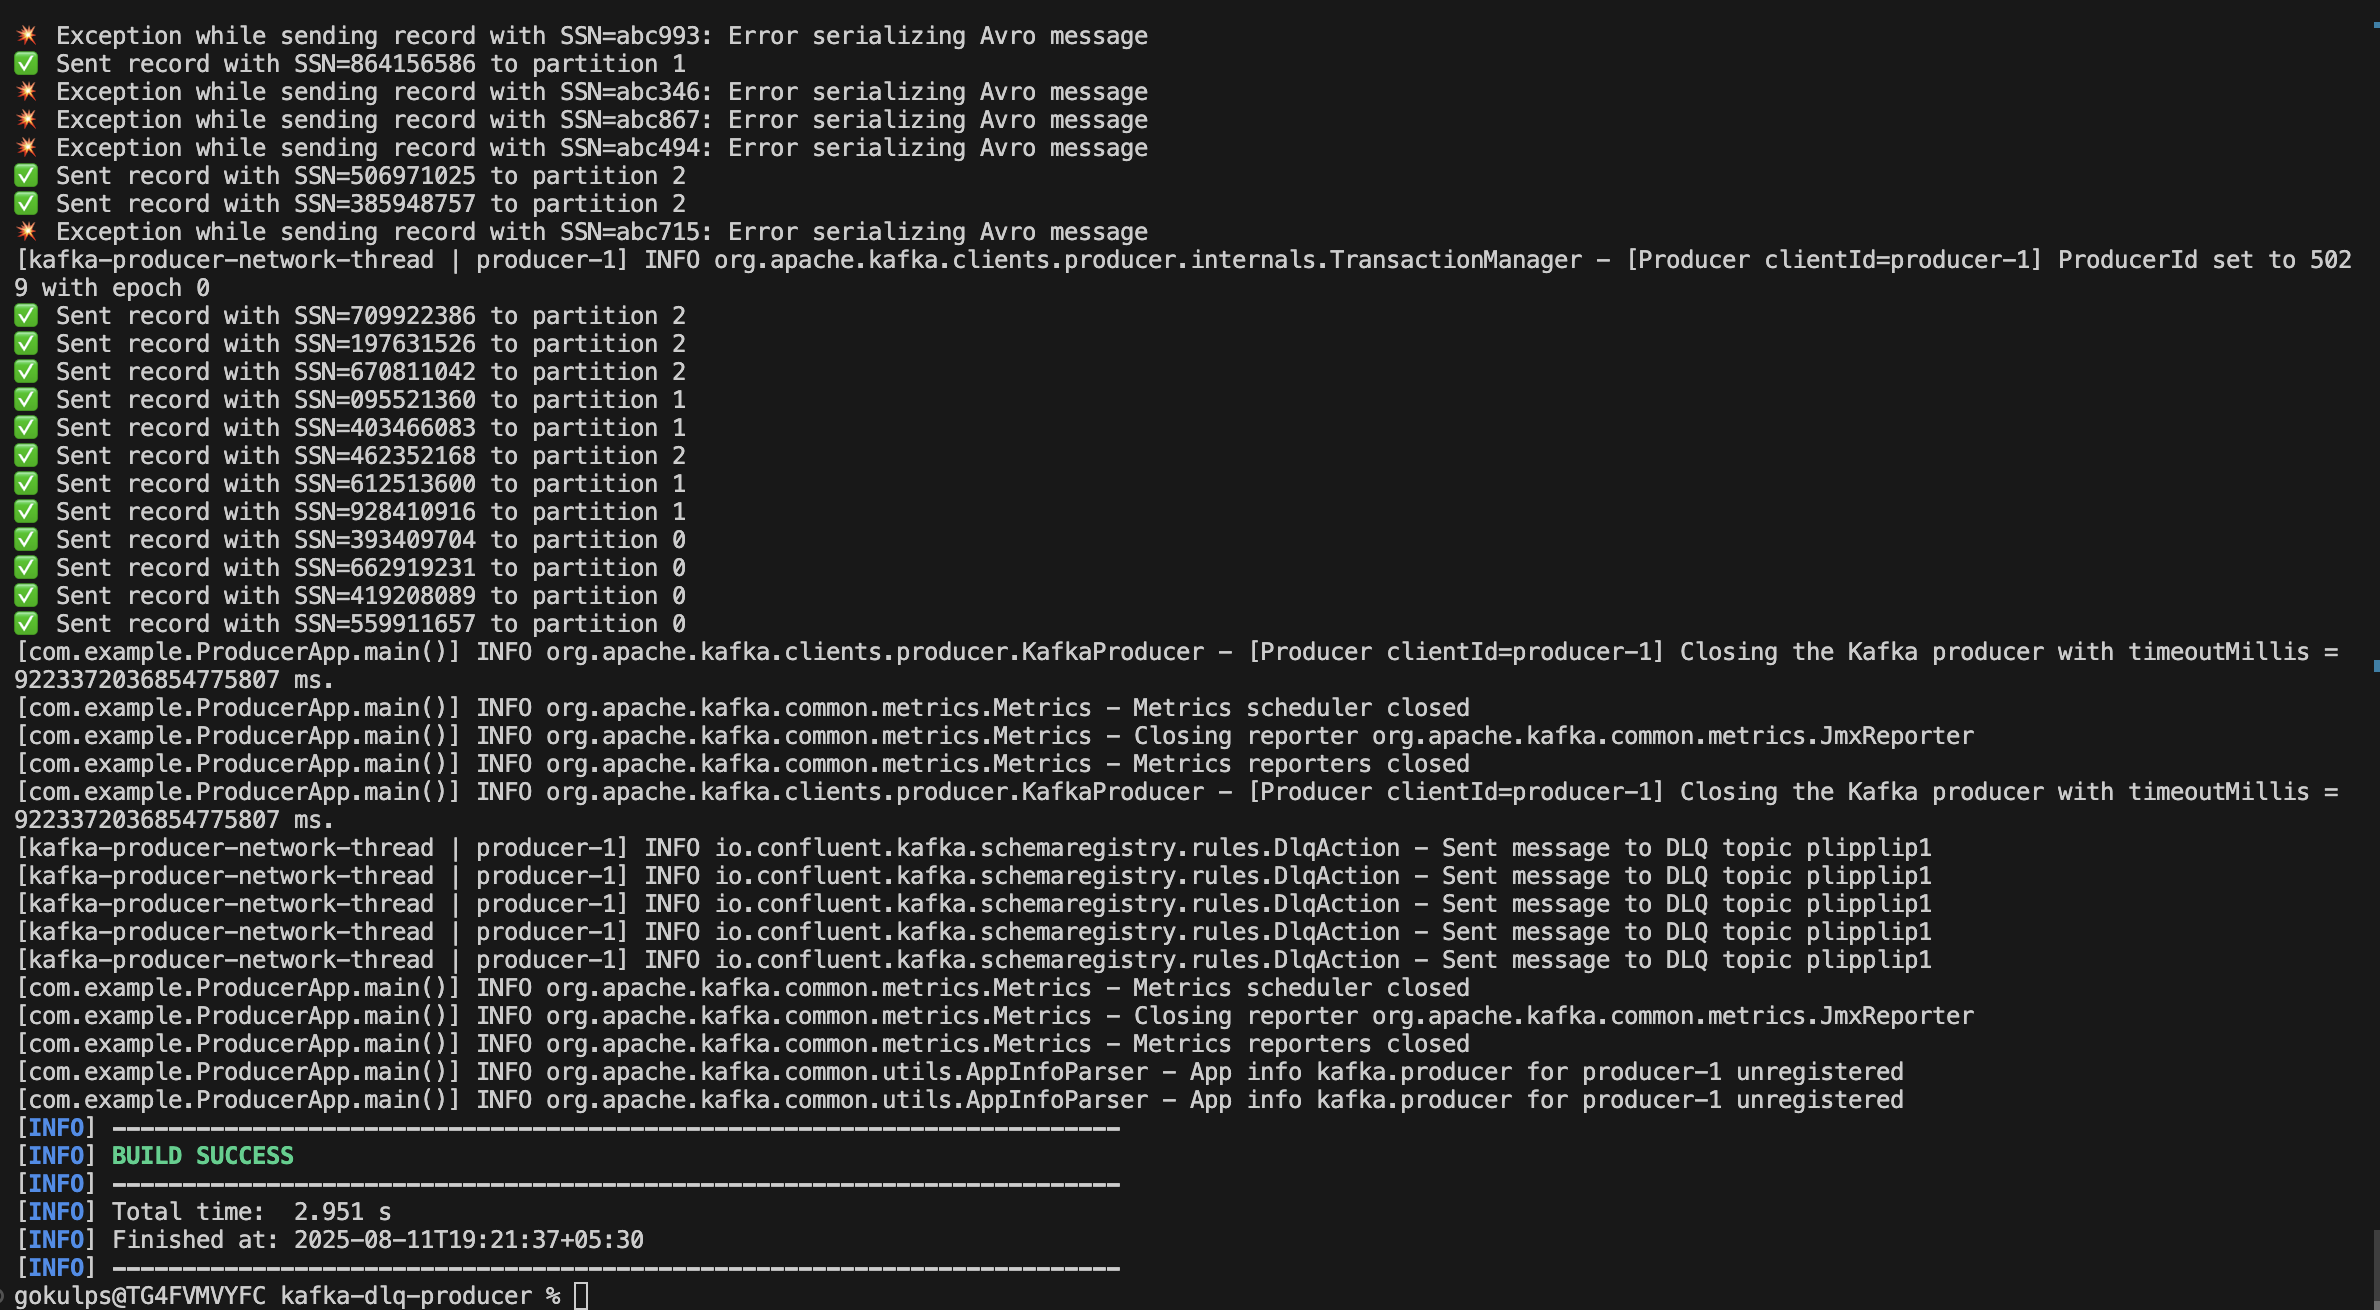 💥 Exception while sending record with SSN=abc993: Error serializing Avro message
✅ Sent record with SSN=864156586 to partition 1
💥 Exception while sending record with SSN=abc346: Error serializing Avro message
💥 Exception while sending record with SSN=abc867: Error serializing Avro message
💥 Exception while sending record with SSN=abc494: Error serializing Avro message
✅ Sent record with SSN=506971025 to partition 2
✅ Sent record with SSN=385948757 to partition 2
💥 Exception while sending record with SSN=abc715: Error serializing Avro message
[kafka-producer-network-thread | producer-1] INFO org.apache.kafka.clients.producer.internals.TransactionManager - [Producer clientId=producer-1] ProducerId set to 502
9 with epoch 0
✅ Sent record with SSN=709922386 to partition 2
✅ Sent record with SSN=197631526 to partition 2
✅ Sent record with SSN=670811042 to partition 2
✅ Sent record with SSN=095521360 to partition 1
✅ Sent record with SSN=403466083 to partition 1
✅ Sent record with SSN=462352168 to partition 2
✅ Sent record with SSN=612513600 to partition 1
✅ Sent record with SSN=928410916 to partition 1
✅ Sent record with SSN=393409704 to partition 0
✅ Sent record with SSN=662919231 to partition 0
✅ Sent record with SSN=419208089 to partition 0
✅ Sent record with SSN=559911657 to partition 0
[com.example.ProducerApp.main()] INFO org.apache.kafka.clients.producer.KafkaProducer - [Producer clientId=producer-1] Closing the Kafka producer with timeoutMillis =
9223372036854775807 ms.
[com.example.ProducerApp.main()] INFO org.apache.kafka.common.metrics.Metrics - Metrics scheduler closed
[com.example.ProducerApp.main()] INFO org.apache.kafka.common.metrics.Metrics - Closing reporter org.apache.kafka.common.metrics.JmxReporter
[com.example.ProducerApp.main()] INFO org.apache.kafka.common.metrics.Metrics - Metrics reporters closed
[com.example.ProducerApp.main()] INFO org.apache.kafka.clients.producer.KafkaProducer - [Producer clientId=producer-1] Closing the Kafka producer with timeoutMillis =
9223372036854775807 ms.
[kafka-producer-network-thread | producer-1] INFO io.confluent.kafka.schemaregistry.rules.DlqAction - Sent message to DLQ topic plipplip1
[kafka-producer-network-thread | producer-1] INFO io.confluent.kafka.schemaregistry.rules.DlqAction - Sent message to DLQ topic plipplip1
[kafka-producer-network-thread | producer-1] INFO io.confluent.kafka.schemaregistry.rules.DlqAction - Sent message to DLQ topic plipplip1
[kafka-producer-network-thread | producer-1] INFO io.confluent.kafka.schemaregistry.rules.DlqAction - Sent message to DLQ topic plipplip1
[kafka-producer-network-thread | producer-1] INFO io.confluent.kafka.schemaregistry.rules.DlqAction - Sent message to DLQ topic plipplip1
[com.example.ProducerApp.main()] INFO org.apache.kafka.common.metrics.Metrics - Metrics scheduler closed
[com.example.ProducerApp.main()] INFO org.apache.kafka.common.metrics.Metrics - Closing reporter org.apache.kafka.common.metrics.JmxReporter
[com.example.ProducerApp.main()] INFO org.apache.kafka.common.metrics.Metrics - Metrics reporters closed
[com.example.ProducerApp.main()] INFO org.apache.kafka.common.utils.AppInfoParser - App info kafka.producer for producer-1 unregistered
[com.example.ProducerApp.main()] INFO org.apache.kafka.common.utils.AppInfoParser - App info kafka.producer for producer-1 unregistered
[INFO] ------------------------------------------------------------------------
[INFO] BUILD SUCCESS
[INFO] ------------------------------------------------------------------------
[INFO] Total time:  2.951 s
[INFO] Finished at: 2025-08-11T19:21:37+05:30
[INFO] ------------------------------------------------------------------------
gokulps@TG4FVMVYFC kafka-dlq-producer %